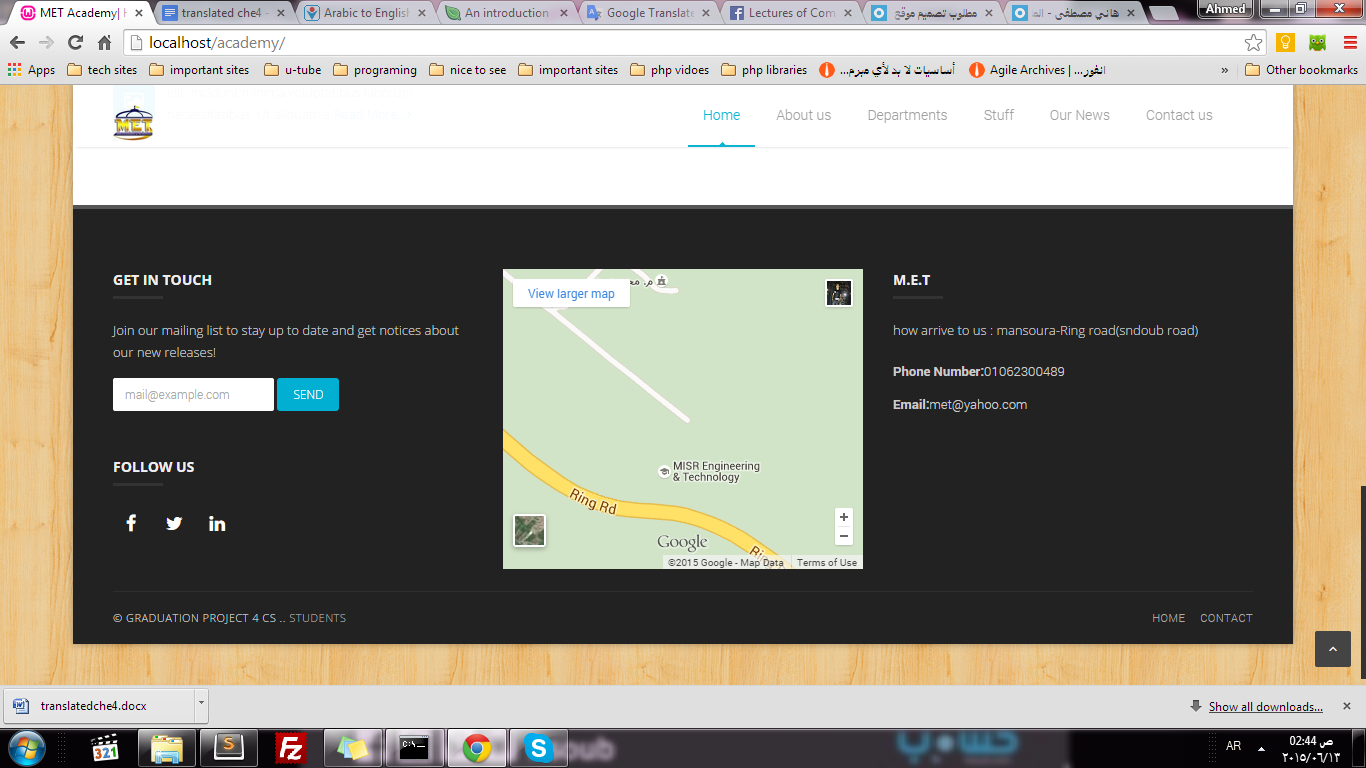 MET Academy| H
translated che4 -
Arabic to English
An introduction
Google Translate
Lectures of Com
مطلوب تصميم موقع
هاني مصطفى - الم
Ahmed
localhost/academy/
Apps
tech sites
important sites
u-tube
programing
nice to see
important sites
php vidoes
php libraries
أساسيات لا بد لأي مبرم...
Agile Archives | ...انفور
»
Other bookmarks
MET
Home
About us
Departments
Stuff
Our News
Contact us
GET IN TOUCH
Join our mailing list to stay up to date and get notices about
our new releases!
mail@example.com
SEND
FOLLOW US
View larger map
MISR Engineering
& Technology
Ring Rd
Google
©2015 Google - Map Data
Terms of Use
M.E.T
how arrive to us : mansoura-Ring road(sndoub road)
Phone Number:01062300489
Email:met@yahoo.com
© GRADUATION PROJECT 4 CS .. STUDENTS
HOME
CONTACT
translatedche4.docx
Show all downloads...
AR
02:44 ص
٢٠١٥/٠٦/١٣